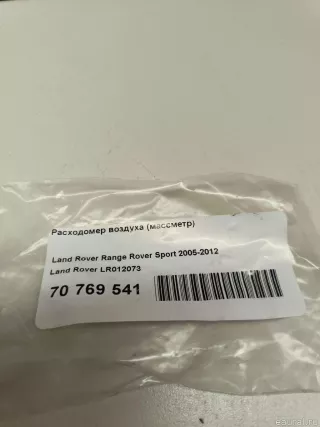 Расходомер воздуха (массметр)
Land Rover Range Rover Sport 2005-2012
Land Rover LR012073
70 769 541